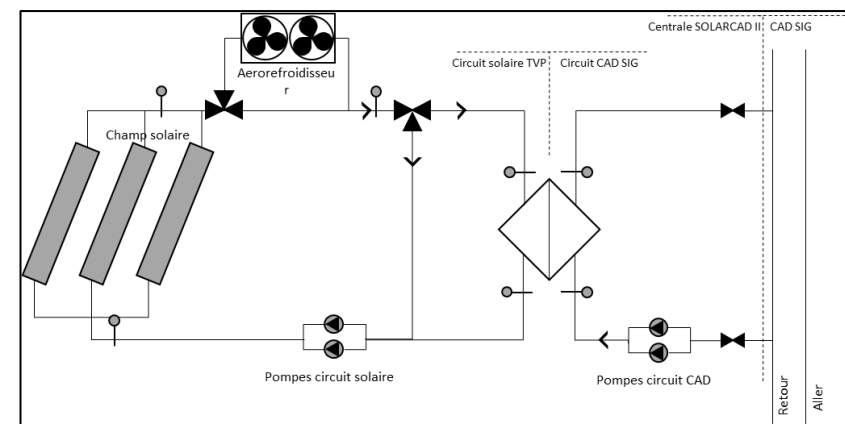 Centrale SOLARCAD II CAD SIG
Circuit solaire TVP Circuit CAD SIG
Aerorefroidisseu
r
Champ solaire
Pompes circuit solaire
Pompes circuit CAD
Retour
Aller